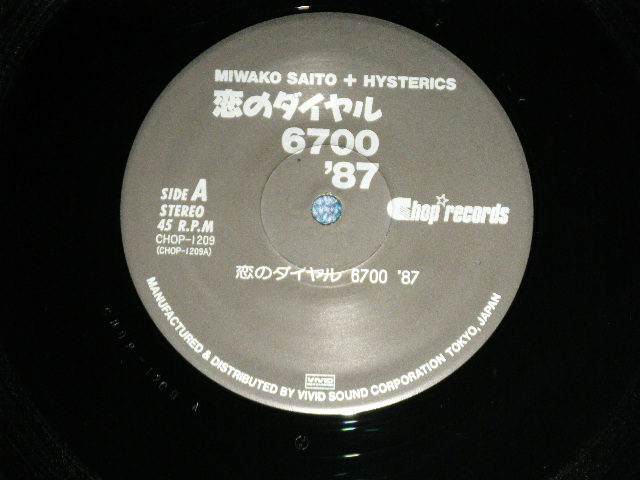 MIWAKO SAITO + HYSTERICS
恋のダイヤル
6700
'87
SIDE A
STEREO
45 R.P.M
CHOP-1209
(CHOP-1209A)
Chop☆records
恋のダイヤル 6700 '87
MANUFACTURED & DISTRIBUTED BY VIVID SOUND CORPORATION TOKYO, JAPAN
VIVID